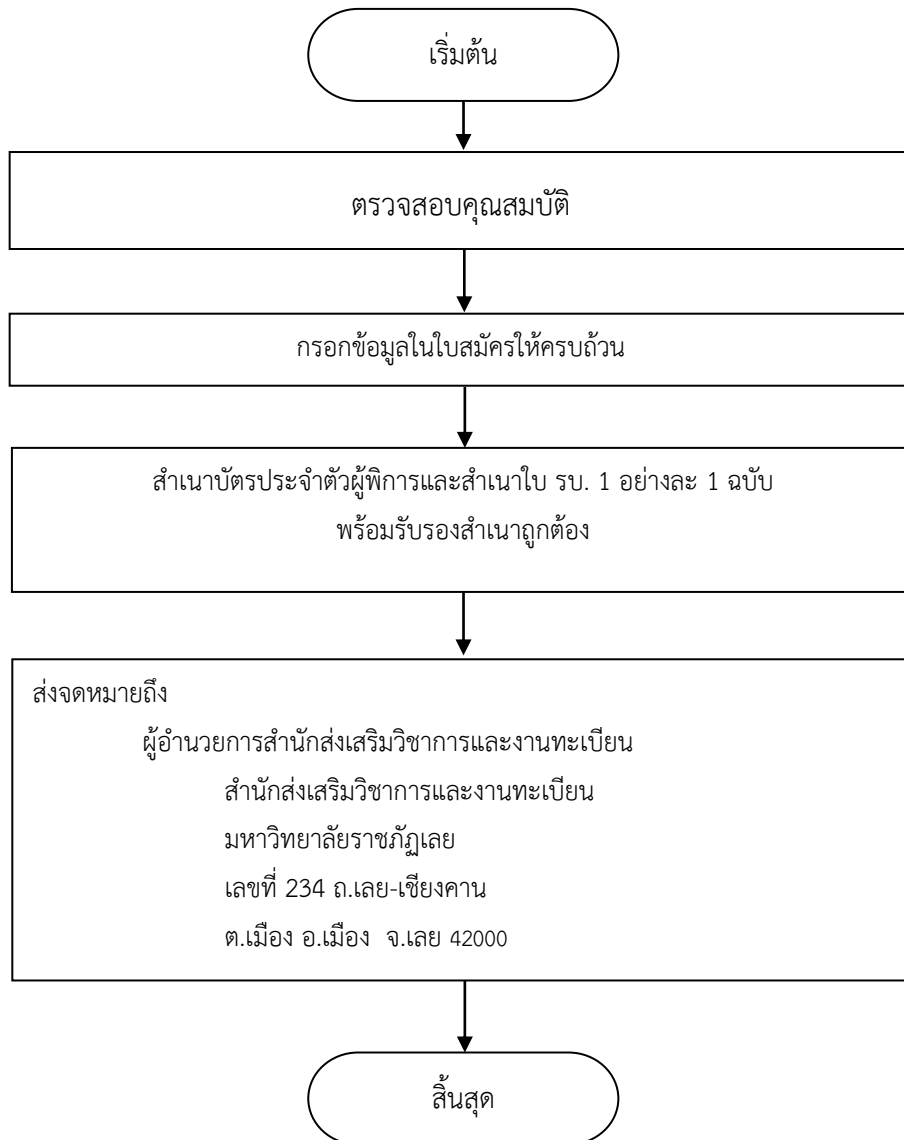 เริ่มต้น
ตรวจสอบคุณสมบัติ
กรอกข้อมูลในใบสมัครให้ครบถ้วน
สำเนาบัตรประจำตัวผู้พิการและสำเนาใบ รบ. 1 อย่างละ 1 ฉบับ
พร้อมรับรองสำเนาถูกต้อง
ส่งจดหมายถึง
ผู้อำนวยการสำนักส่งเสริมวิชาการและงานทะเบียน
สำนักส่งเสริมวิชาการและงานทะเบียน
มหาวิทยาลัยราชภัฏเลย
เลขที่ 234 ถ.เลย-เชียงคาน
ต.เมือง อ.เมือง จ.เลย 42000
สิ้นสุด